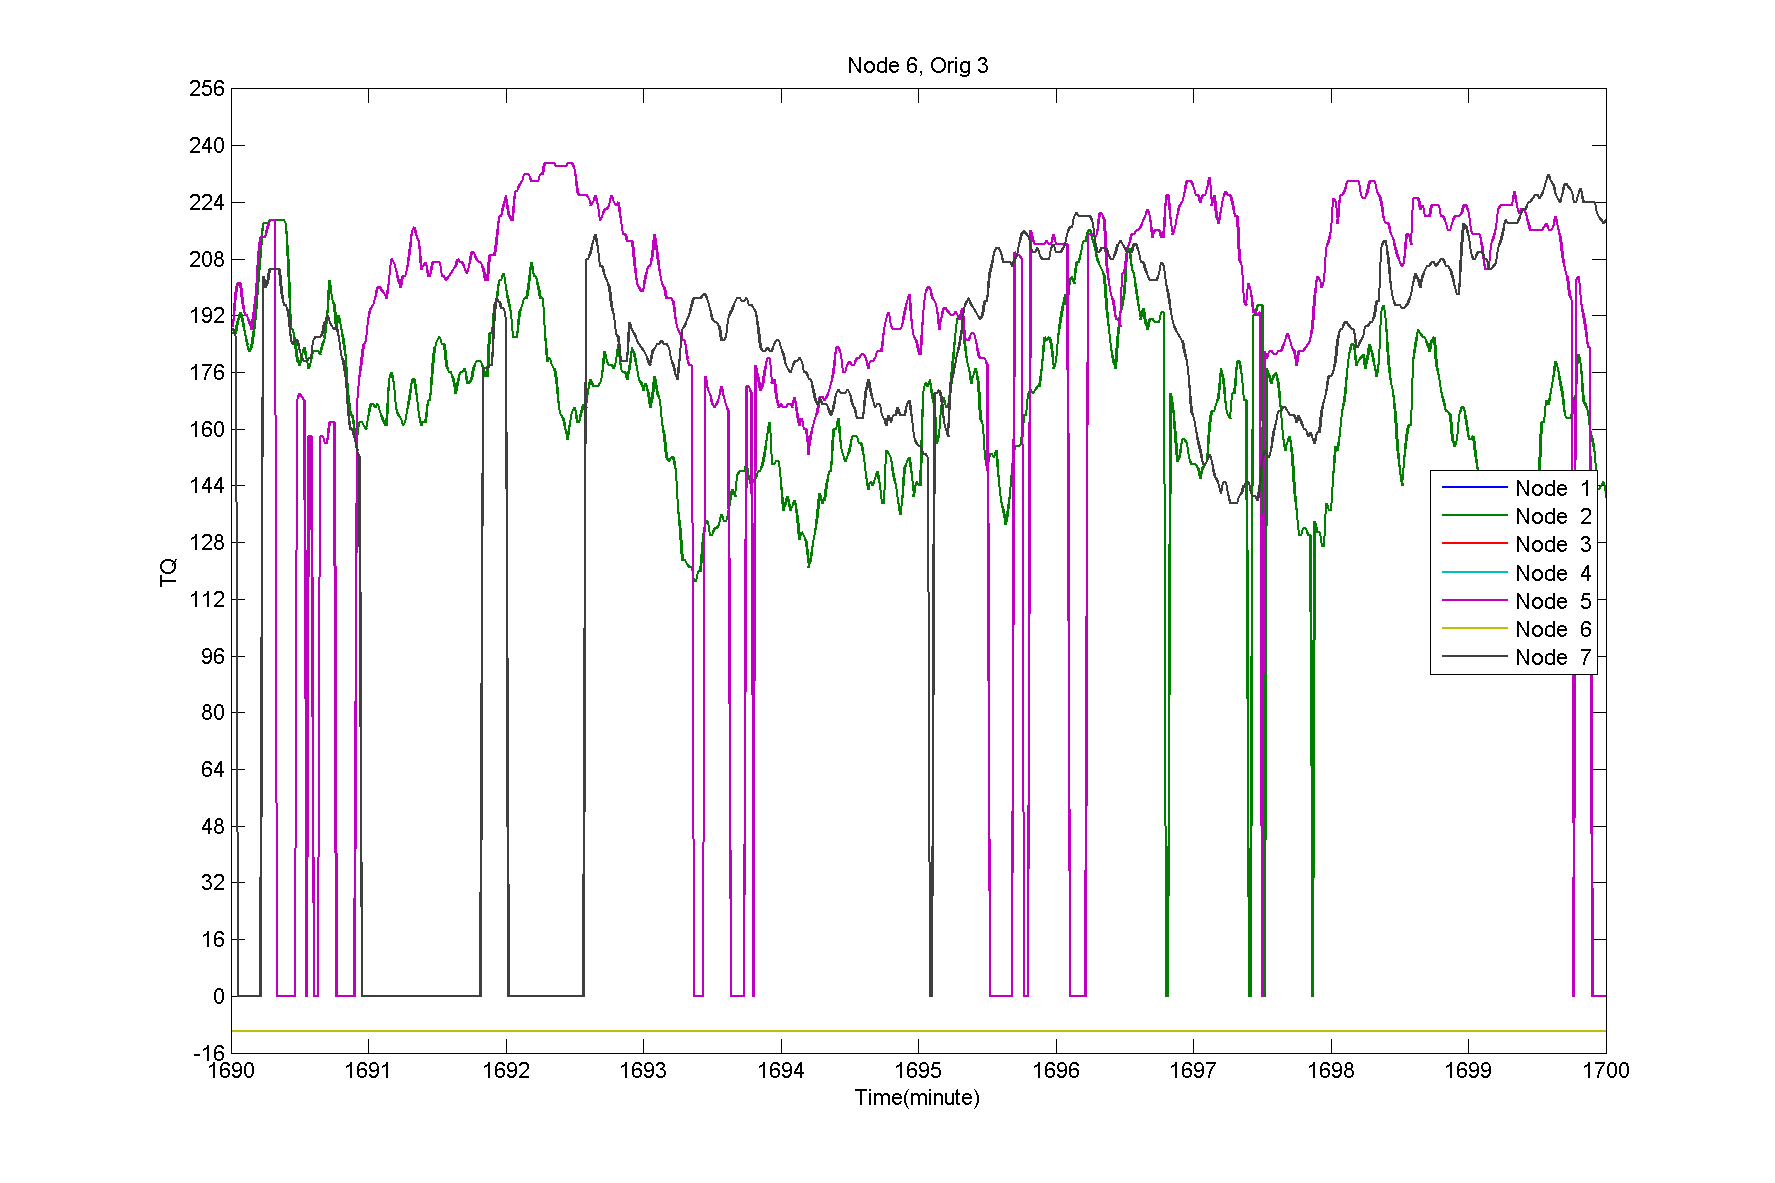 Node 6, Orig 3
256
240
224
208
192
176
160
144
128
112
96
80
64
48
32
16
0
-16
TQ
1690 1691 1692 1693 1694 1695 1696 1697 1698 1699 1700
Time(minute)
Node 1
Node 2
Node 3
Node 4
Node 5
Node 6
Node 7